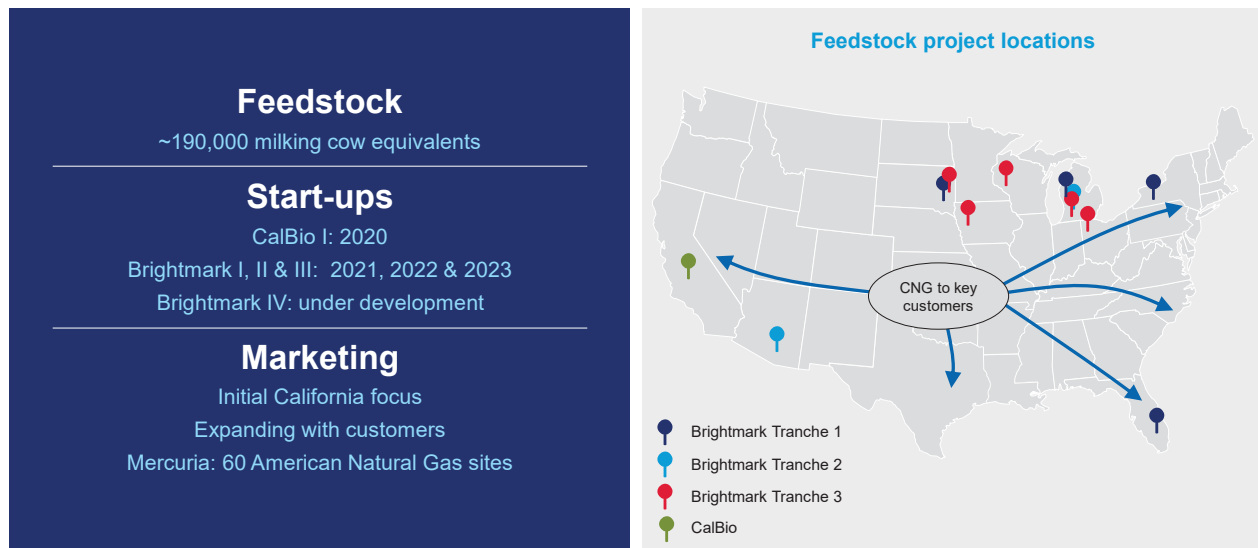 Feedstock
~190,000 milking cow equivalents
Start-ups
CalBio I: 2020
Brightmark I, II & III: 2021, 2022 & 2023
Brightmark IV: under development
Marketing
Initial California focus
Expanding with customers
Mercuria: 60 American Natural Gas sites
Feedstock project locations
CNG to key
customers
Brightmark Tranche 1
Brightmark Tranche 2
Brightmark Tranche 3
CalBio